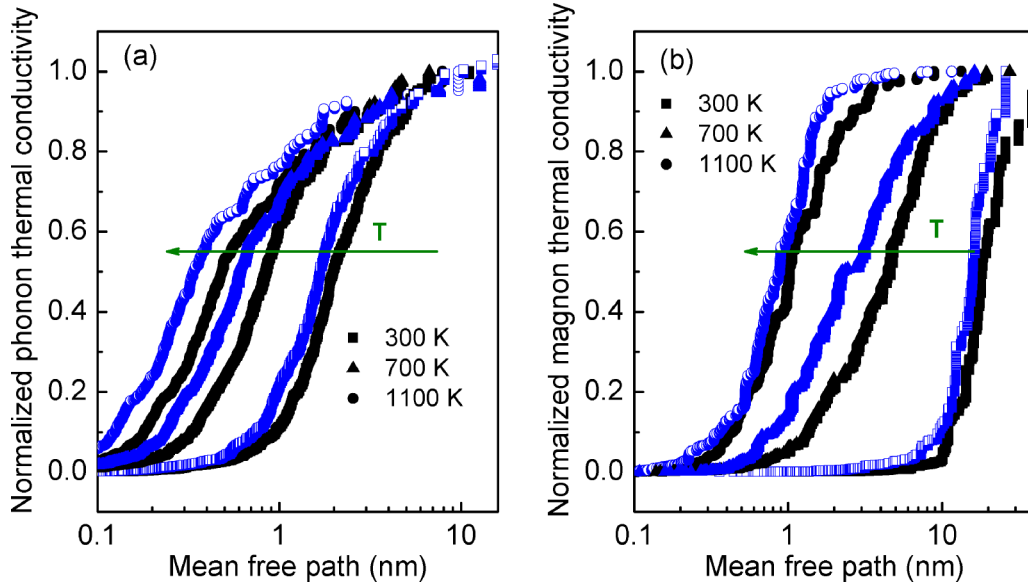 (a)
Normalized phonon thermal conductivity
1.0
0.8
0.6
0.4
0.2
0.0
T
300 K
700 K
1100 K
0.1
1
10
Mean free path (nm)
(b)
Normalized magnon thermal conductivity
1.0
0.8
0.6
0.4
0.2
0.0
300 K
700 K
1100 K
T
0.1
1
10
Mean free path (nm)